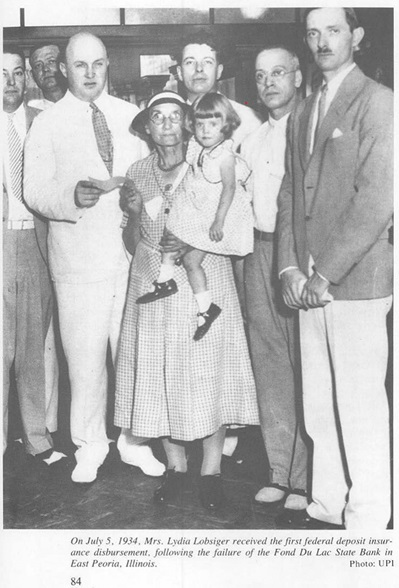 On July 5, 1934, Mrs. Lydia Lobsiger received the first federal deposit insur-
ance disbursement, following the failure of the Fond Du Lac State Bank in
East Peoria, Illinois. Photo: UPI
84